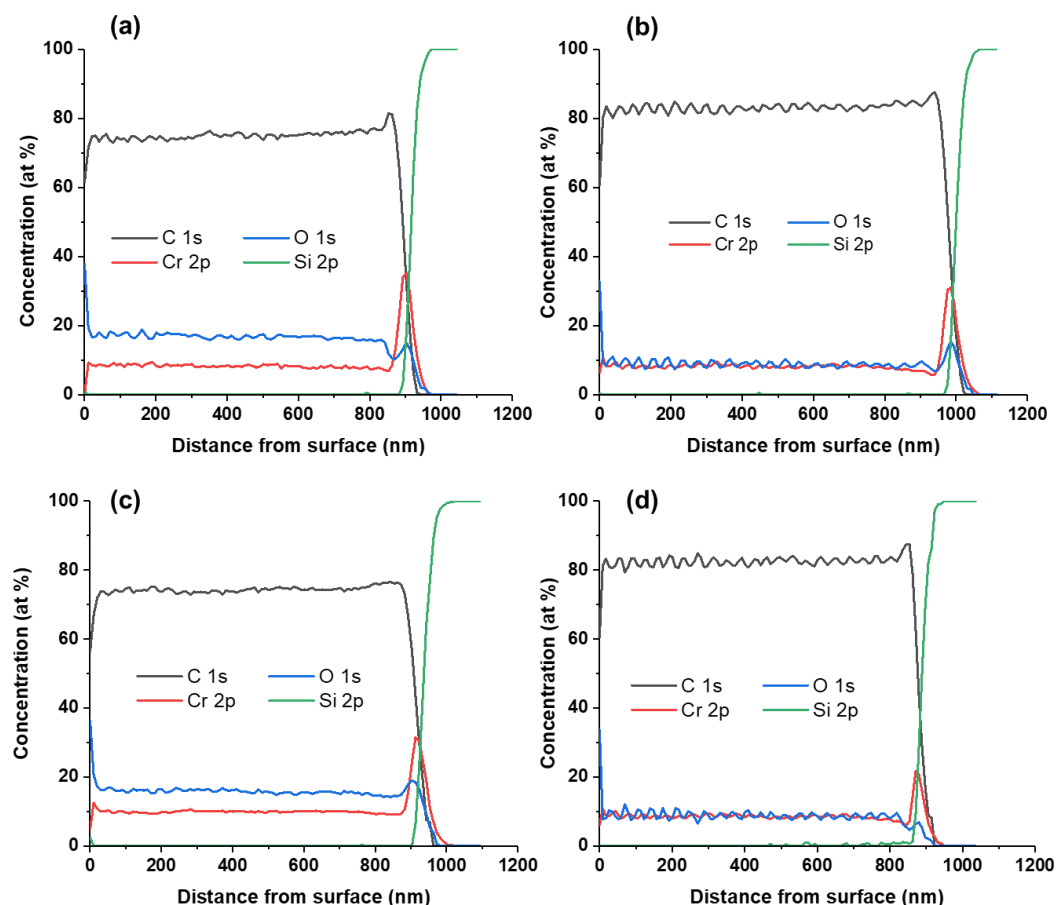 (a)
100
80
60
40
20
0
Concentration (at %)
C 1s O 1s
Cr 2p Si 2p
0 200 400 600 800 1000 1200
Distance from surface (nm)
(b)
100
80
60
40
20
0
Concentration (at %)
C 1s O 1s
Cr 2p Si 2p
0 200 400 600 800 1000 1200
Distance from surface (nm)
(c)
100
80
60
40
20
0
Concentration (at %)
C 1s O 1s
Cr 2p Si 2p
0 200 400 600 800 1000 1200
Distance from surface (nm)
(d)
100
80
60
40
20
0
Concentration (at %)
C 1s O 1s
Cr 2p Si 2p
0 200 400 600 800 1000 1200
Distance from surface (nm)